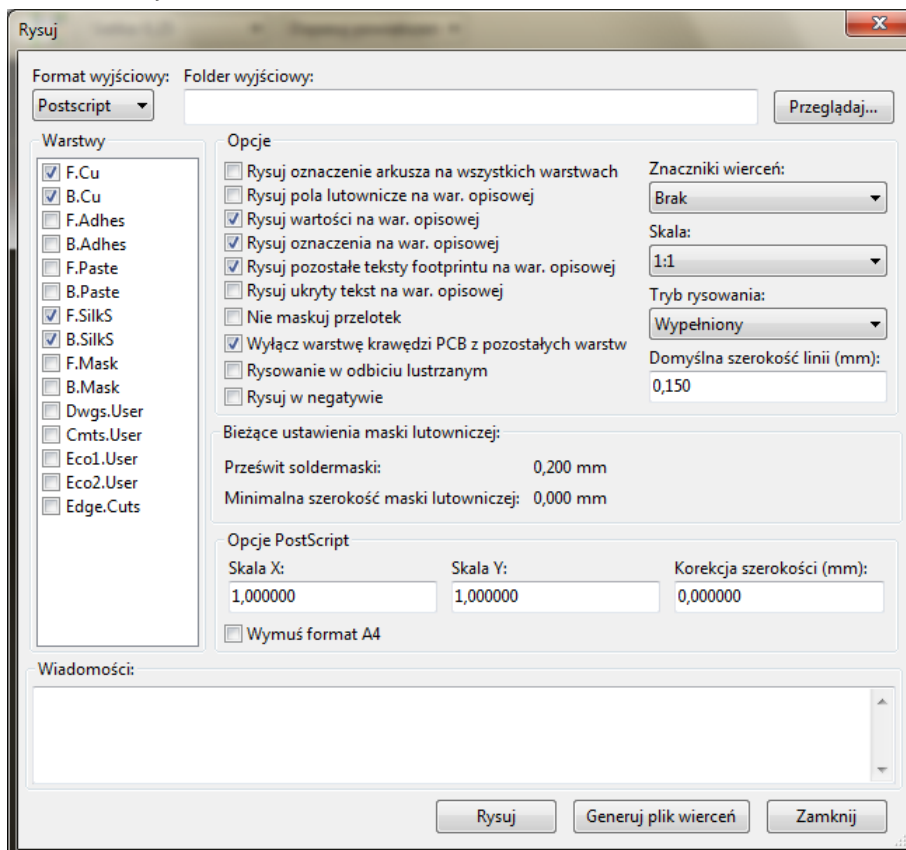 Rysuj
Format wyjściowy: Folder wyjściowy:
Postscript
Przeglądaj...
Warstwy
F.Cu
B.Cu
F.Adhes
B.Adhes
F.Paste
B.Paste
F.SilkS
B.SilkS
F.Mask
B.Mask
Dwgs.User
Cmts.User
Eco1.User
Eco2.User
Edge.Cuts
Opcje
Rysuj oznaczenie arkusza na wszystkich warstwach
Rysuj pola lutownicze na war. opisowej
Rysuj wartości na war. opisowej
Rysuj oznaczenia na war. opisowej
Rysuj pozostałe teksty footprintu na war. opisowej
Rysuj ukryty tekst na war. opisowej
Nie maskuj przelotek
Wyłącz warstwę krawędzi PCB z pozostałych warstw
Rysowanie w odbiciu lustrzanym
Rysuj w negatywie
Znaczniki wierceń:
Brak
Skala:
1:1
Tryb rysowania:
Wypełniony
Domyślna szerokość linii (mm):
0,150
Bieżące ustawienia maski lutowniczej:
Prześwit soldermaski: 0,200 mm
Minimalna szerokość maski lutowniczej: 0,000 mm
Opcje PostScript
Skala X: Skala Y: Korekcja szerokości (mm):
1,000000 1,000000 0,000000
Wymuś format A4
Wiadomości:
Rysuj Generuj plik wierceń Zamknij